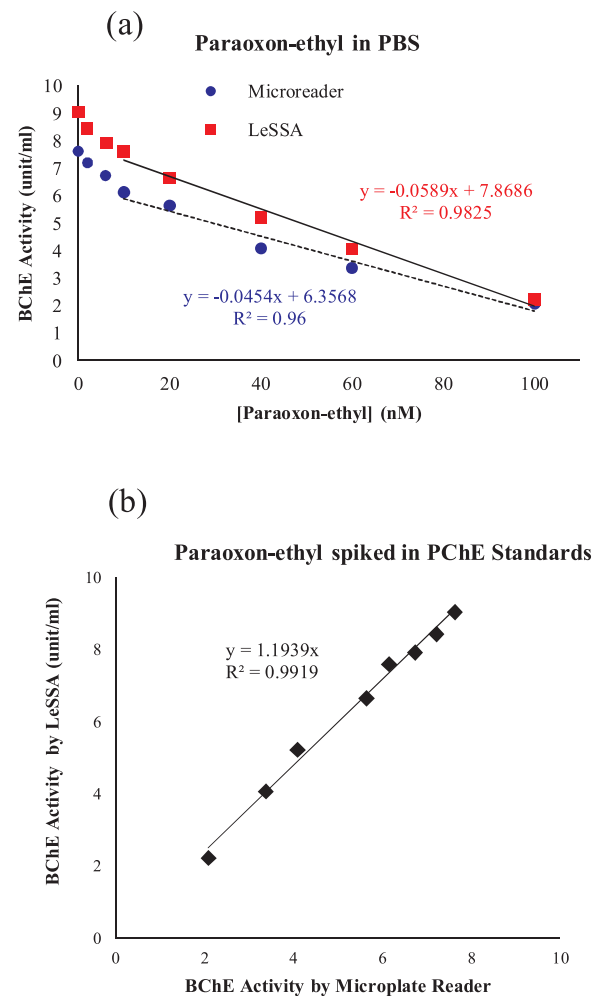 (a)
Paraoxon-ethyl in PBS
BChE Activity (unit/ml)
10
9
8
7
6
5
4
3
2
1
0
Microreader
LeSSA
y = -0.0589x + 7.8686
R² = 0.9825
y = -0.0454x + 6.3568
R² = 0.96
0 20 40 60 80 100
[Paraoxon-ethyl] (nM)
(b)
Paraoxon-ethyl spiked in PChE Standards
BChE Activity by LeSSA (unit/ml)
10
8
6
4
2
0
y = 1.1939x
R² = 0.9919
0 2 4 6 8 10
BChE Activity by Microplate Reader